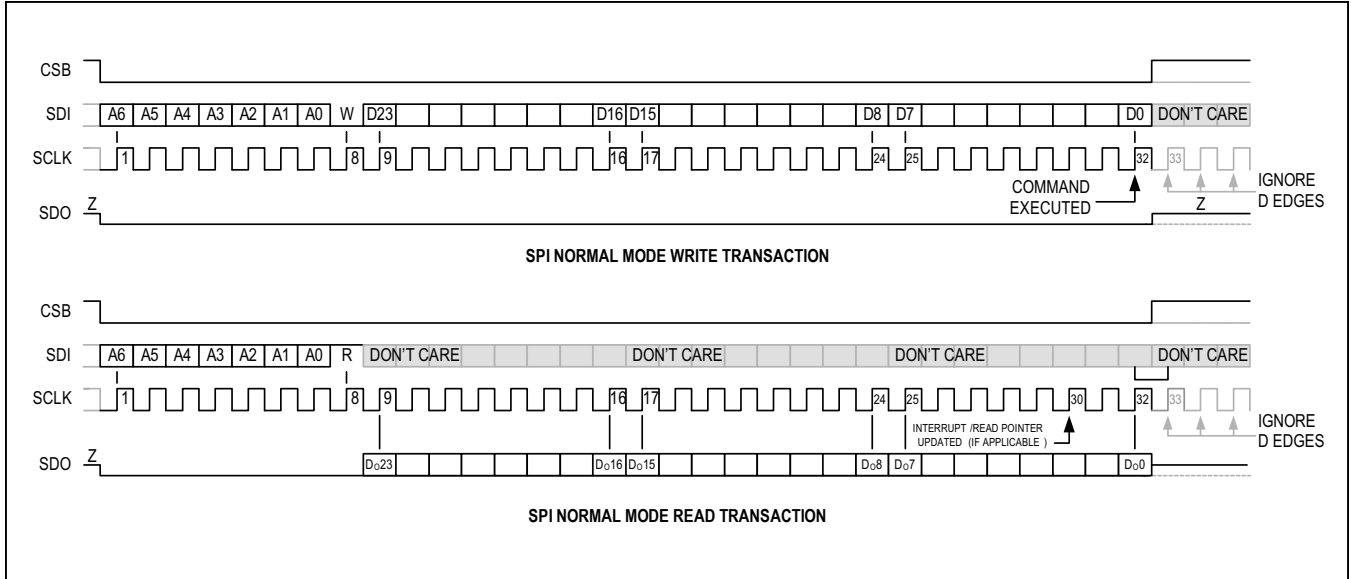 CSB
SDI A6 A5 A4 A3 A2 A1 A0 W D23 D16 D15 D8 D7 D0 DON'T CARE
SCLK 1 8 9 16 17 24 25 32 33
COMMAND
EXECUTED
IGNORE
D EDGES
SDO Z Z
SPI NORMAL MODE WRITE TRANSACTION
CSB
SDI A6 A5 A4 A3 A2 A1 A0 R DON'T CARE DON'T CARE DON'T CARE DON'T CARE
SCLK 1 8 9 16 17 24 25 30 32 33
INTERRUPT /READ POINTER
UPDATED (IF APPLICABLE )
IGNORE
D EDGES
SDO Z Do23 Do16 Do15 Do8 Do7 Do0
SPI NORMAL MODE READ TRANSACTION